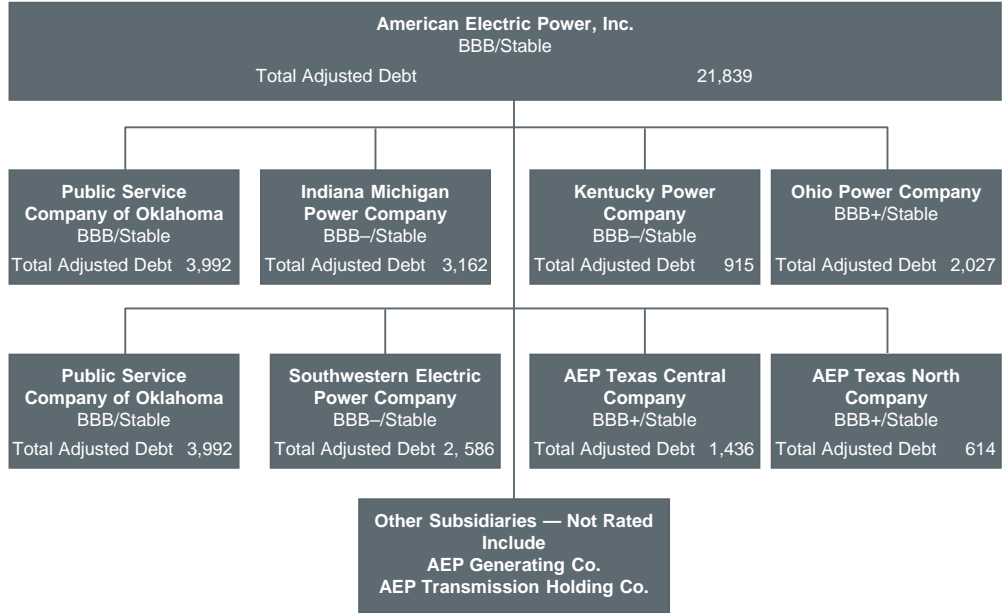 American Electric Power, Inc.
BBB/Stable
Total Adjusted Debt 21,839
Public Service
Company of Oklahoma
BBB/Stable
Total Adjusted Debt 3,992
Indiana Michigan
Power Company
BBB–/Stable
Total Adjusted Debt 3,162
Kentucky Power
Company
BBB–/Stable
Total Adjusted Debt 915
Ohio Power Company
BBB+/Stable
Total Adjusted Debt 2,027
Public Service
Company of Oklahoma
BBB/Stable
Total Adjusted Debt 3,992
Southwestern Electric
Power Company
BBB–/Stable
Total Adjusted Debt 2, 586
AEP Texas Central
Company
BBB+/Stable
Total Adjusted Debt 1,436
AEP Texas North
Company
BBB+/Stable
Total Adjusted Debt 614
Other Subsidiaries — Not Rated
Include
AEP Generating Co.
AEP Transmission Holding Co.